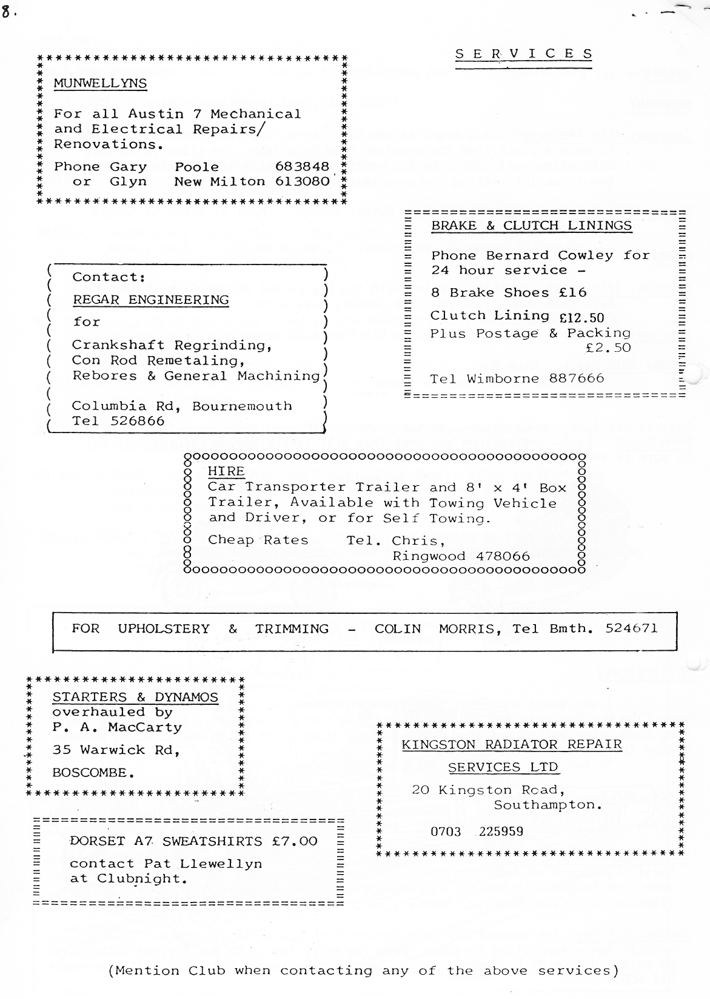 8.
S E R V I C E S
MUNWELLYNS
For all Austin 7 Mechanical
and Electrical Repairs/
Renovations.
Phone Gary Poole 683848
or Glyn New Milton 613080
BRAKE & CLUTCH LININGS
Phone Bernard Cowley for
24 hour service -
8 Brake Shoes £16
Clutch Lining £12.50
Plus Postage & Packing
£2.50
Tel Wimborne 887666
Contact:
REGAR ENGINEERING
for
Crankshaft Regrinding,
Con Rod Remetaling,
Rebores & General Machining
Columbia Rd, Bournemouth
Tel 526866
HIRE
Car Transporter Trailer and 8' x 4' Box
Trailer, Available with Towing Vehicle
and Driver, or for Self Towing.
Cheap Rates Tel. Chris,
Ringwood 478066
FOR UPHOLSTERY & TRIMMING - COLIN MORRIS, Tel Bmth. 524671
STARTERS & DYNAMOS
overhauled by
P. A. MacCarty
35 Warwick Rd,
BOSCOMBE.
KINGSTON RADIATOR REPAIR
SERVICES LTD
20 Kingston Road,
Southampton.
0703 225959
DORSET A7 SWEATSHIRTS £7.00
contact Pat Llewellyn
at Clubnight.
(Mention Club when contacting any of the above services)